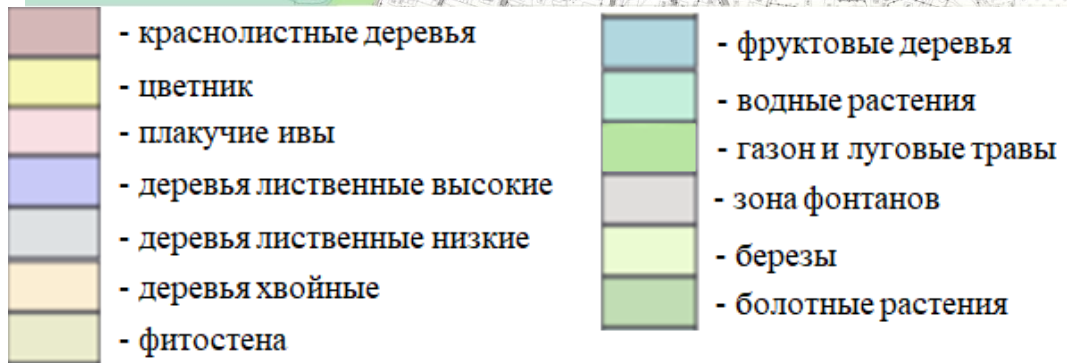 - краснолистные деревья
- цветник
- плакучие ивы
- деревья лиственные высокие
- деревья лиственные низкие
- деревья хвойные
- фитостена
- фруктовые деревья
- водные растения
- газон и луговые травы
- зона фонтанов
- березы
- болотные растения